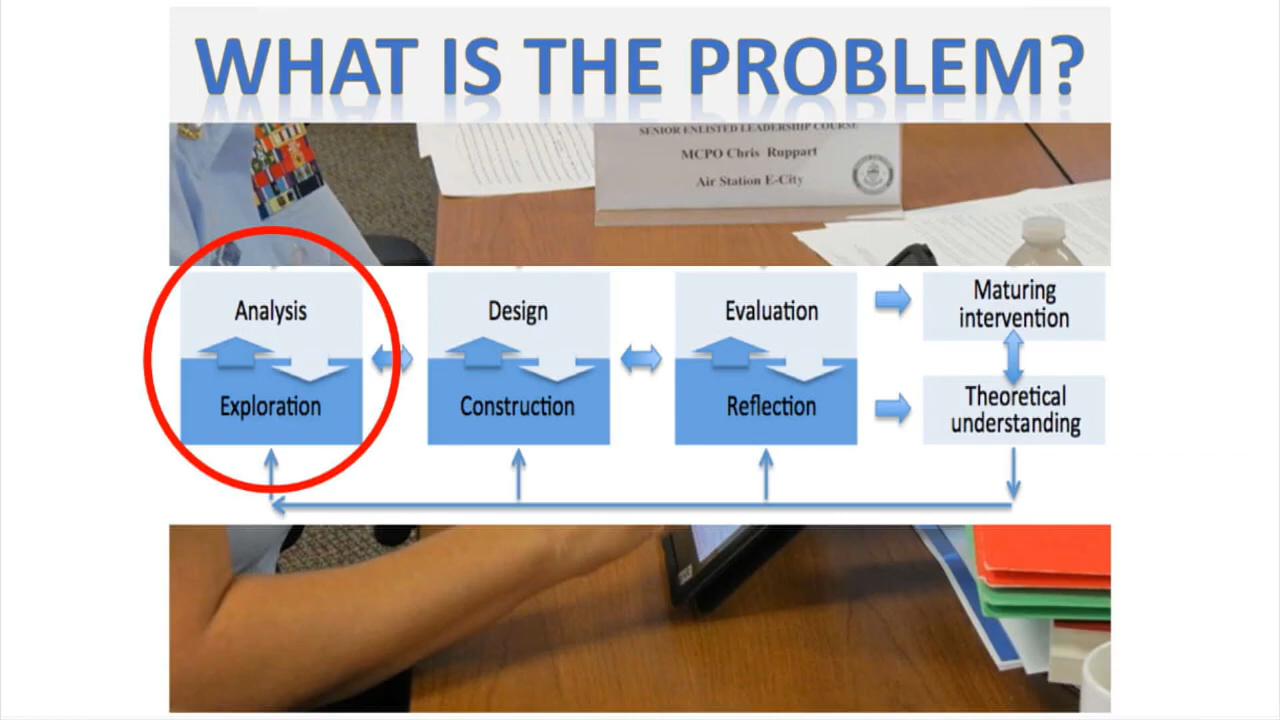 WHAT IS THE PROBLEM?
SENIOR ENLISTED LEADERSHIP COURSE
MCPO Chris Ruppart
Air Station E-City
Analysis
Exploration
Design
Construction
Evaluation
Reflection
Maturing
intervention
Theoretical
understanding